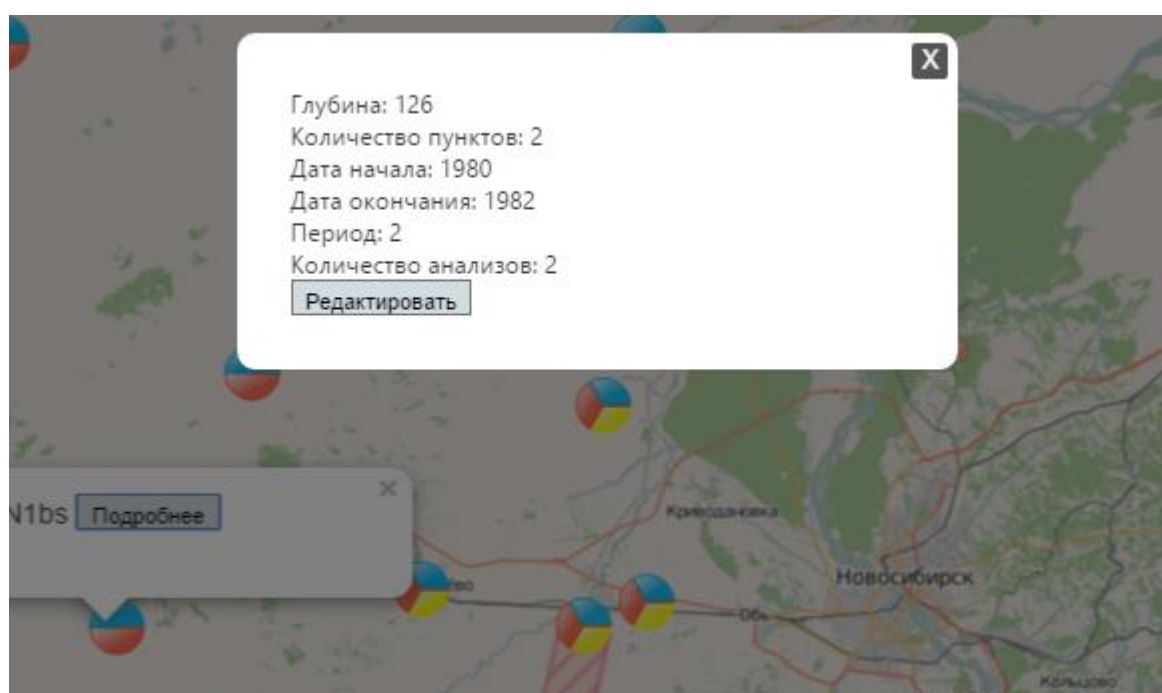 X
Глубина: 126
Количество пунктов: 2
Дата начала: 1980
Дата окончания: 1982
Период: 2
Количество анализов: 2
Редактировать
×
N1bs Подробнее
Криводановка
Новосибирск
Обь
Кольцово